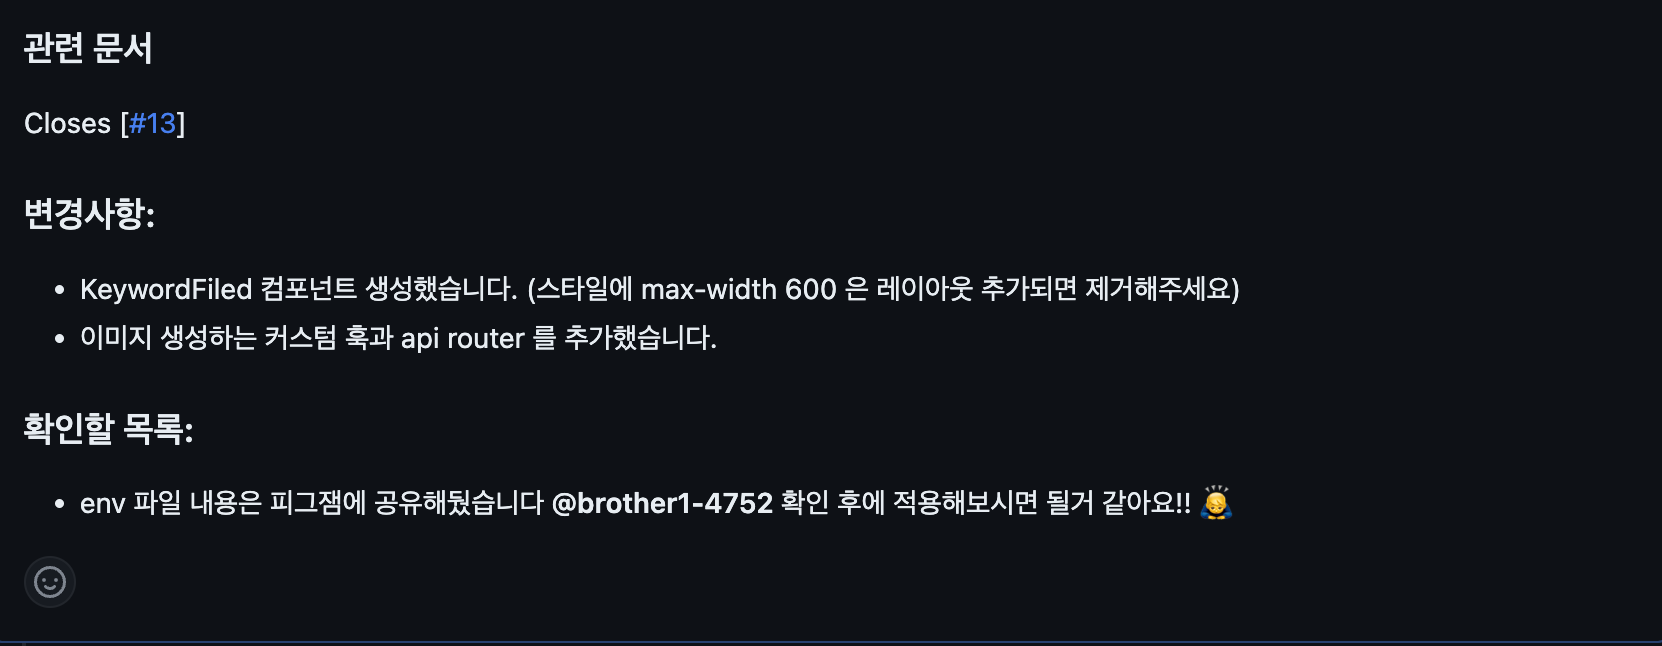 관련 문서
Closes [#13]
변경사항:
• KeywordFiled 컴포넌트 생성했습니다. (스타일에 max-width 600 은 레이아웃 추가되면 제거해주세요)
• 이미지 생성하는 커스텀 훅과 api router 를 추가했습니다.
확인할 목록:
• env 파일 내용은 피그잼에 공유해뒀습니다 @brother1-4752 확인 후에 적용해보시면 될거 같아요!! 🙇